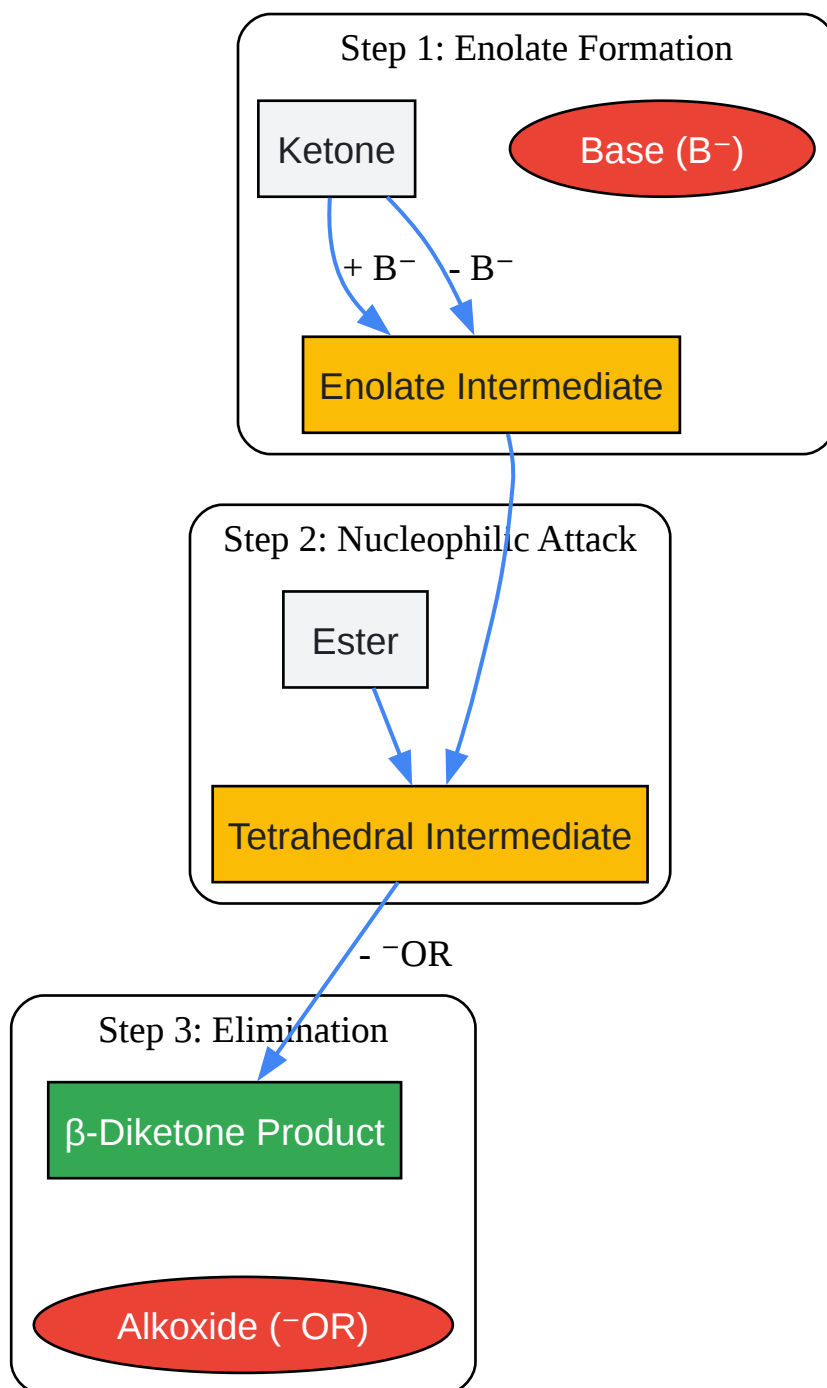 Step 1: Enolate Formation
Ketone
Base (B⁻)
+ B⁻
- B⁻
Enolate Intermediate
Step 2: Nucleophilic Attack
Ester
Tetrahedral Intermediate
- ⁻OR
Step 3: Elimination
β-Diketone Product
Alkoxide (⁻OR)